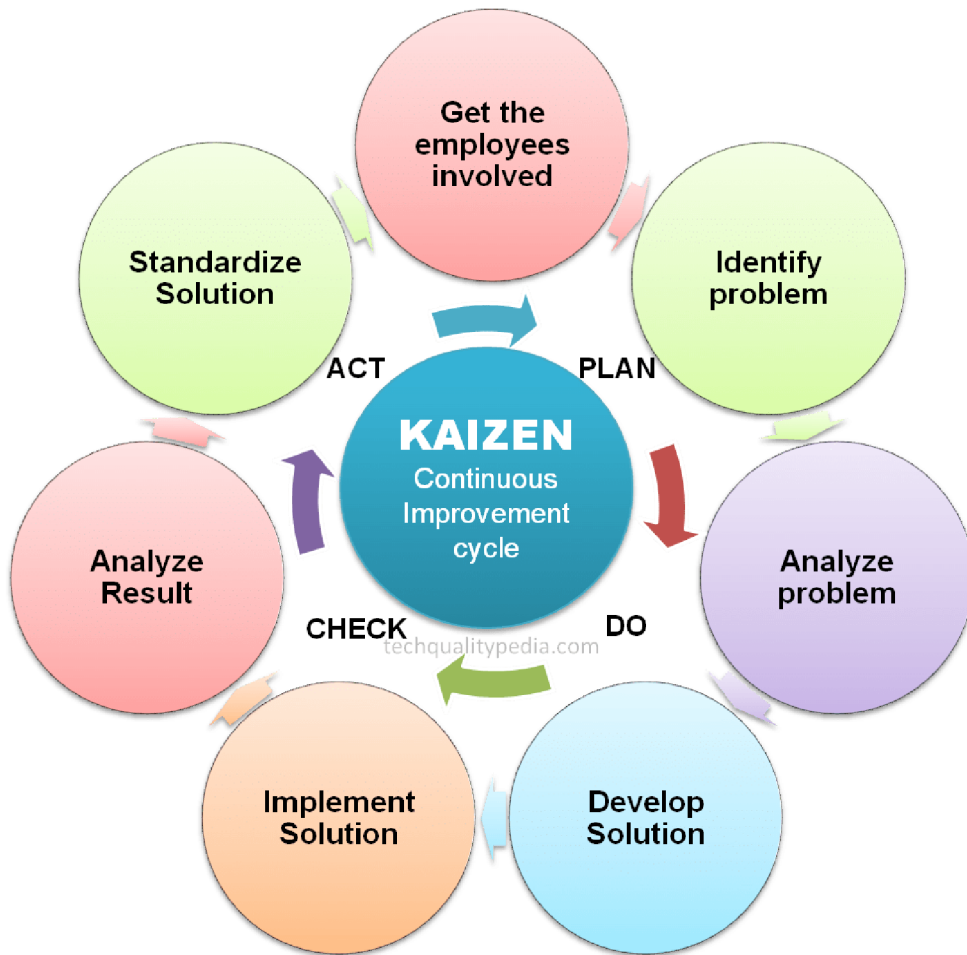 Get the
employees
involved
Identify
problem
Analyze
problem
Develop
Solution
Implement
Solution
Analyze
Result
Standardize
Solution
ACT
PLAN
KAIZEN
Continuous
Improvement
cycle
CHECK
DO
techqualitypedia.com